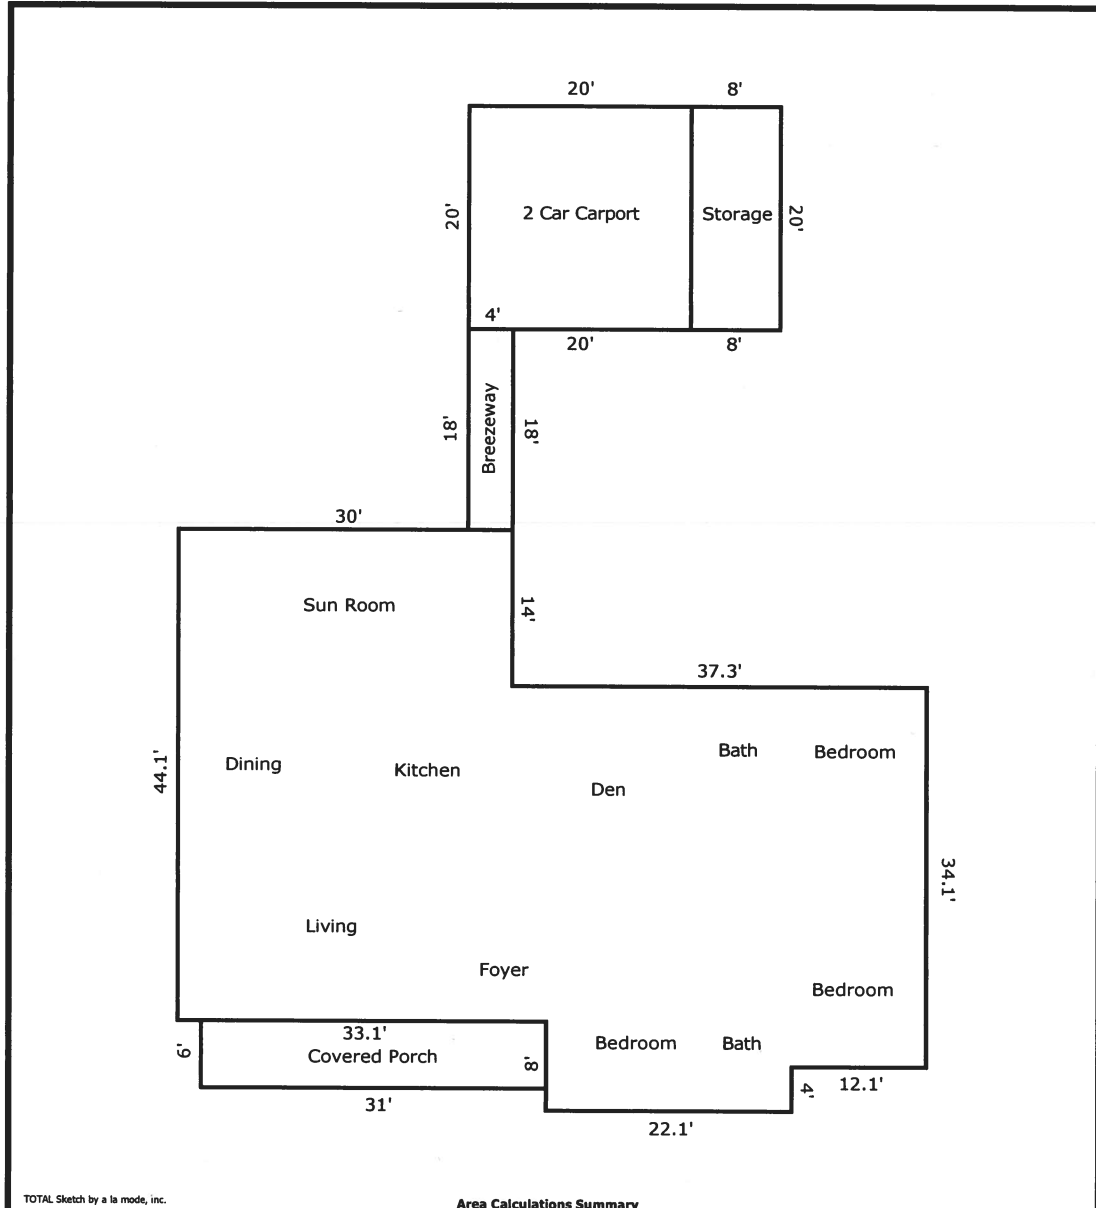 20' 8'
20' 2 Car Carport Storage 20'
4'
20' 8'
18' Breezeway 18'
30'
Sun Room 14'
37.3'
44.1' Dining Kitchen Den Bath Bedroom
34.1'
Living
Foyer
Bedroom
33.1'
6' Covered Porch 8' Bedroom Bath
4' 12.1'
31'
22.1'
TOTAL Sketch by a la mode, inc.
Area Calculations Summary